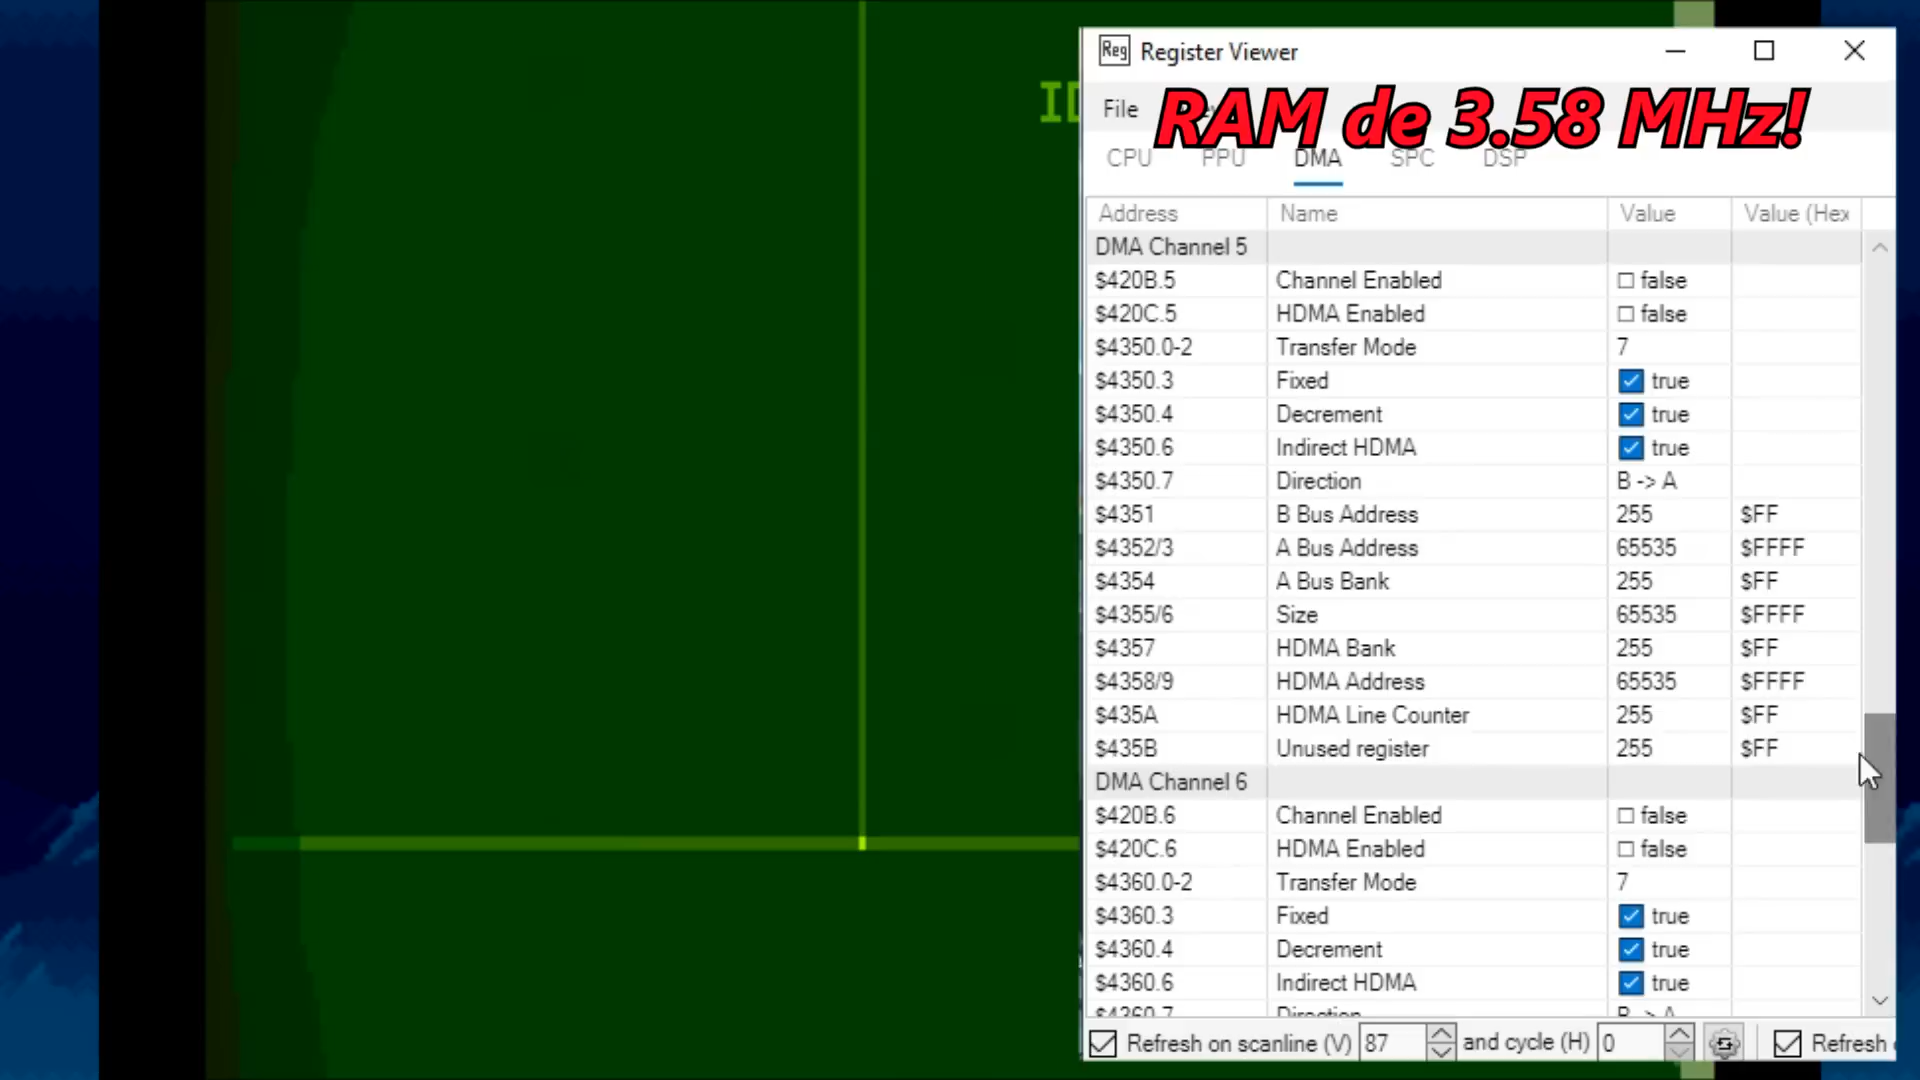 ID
Reg Register Viewer
File
RAM de 3.58 MHz!
CPU PPU DMA SPC DSP
Address Name Value Value (Hex
DMA Channel 5
$420B.5 Channel Enabled false
$420C.5 HDMA Enabled false
$4350.0-2 Transfer Mode 7
$4350.3 Fixed true
$4350.4 Decrement true
$4350.6 Indirect HDMA true
$4350.7 Direction B -> A
$4351 B Bus Address 255 $FF
$4352/3 A Bus Address 65535 $FFFF
$4354 A Bus Bank 255 $FF
$4355/6 Size 65535 $FFFF
$4357 HDMA Bank 255 $FF
$4358/9 HDMA Address 65535 $FFFF
$435A HDMA Line Counter 255 $FF
$435B Unused register 255 $FF
DMA Channel 6
$420B.6 Channel Enabled false
$420C.6 HDMA Enabled false
$4360.0-2 Transfer Mode 7
$4360.3 Fixed true
$4360.4 Decrement true
$4360.6 Indirect HDMA true
$4360.7 Direction B -> A
Refresh on scanline (V) 87 and cycle (H) 0 Refresh